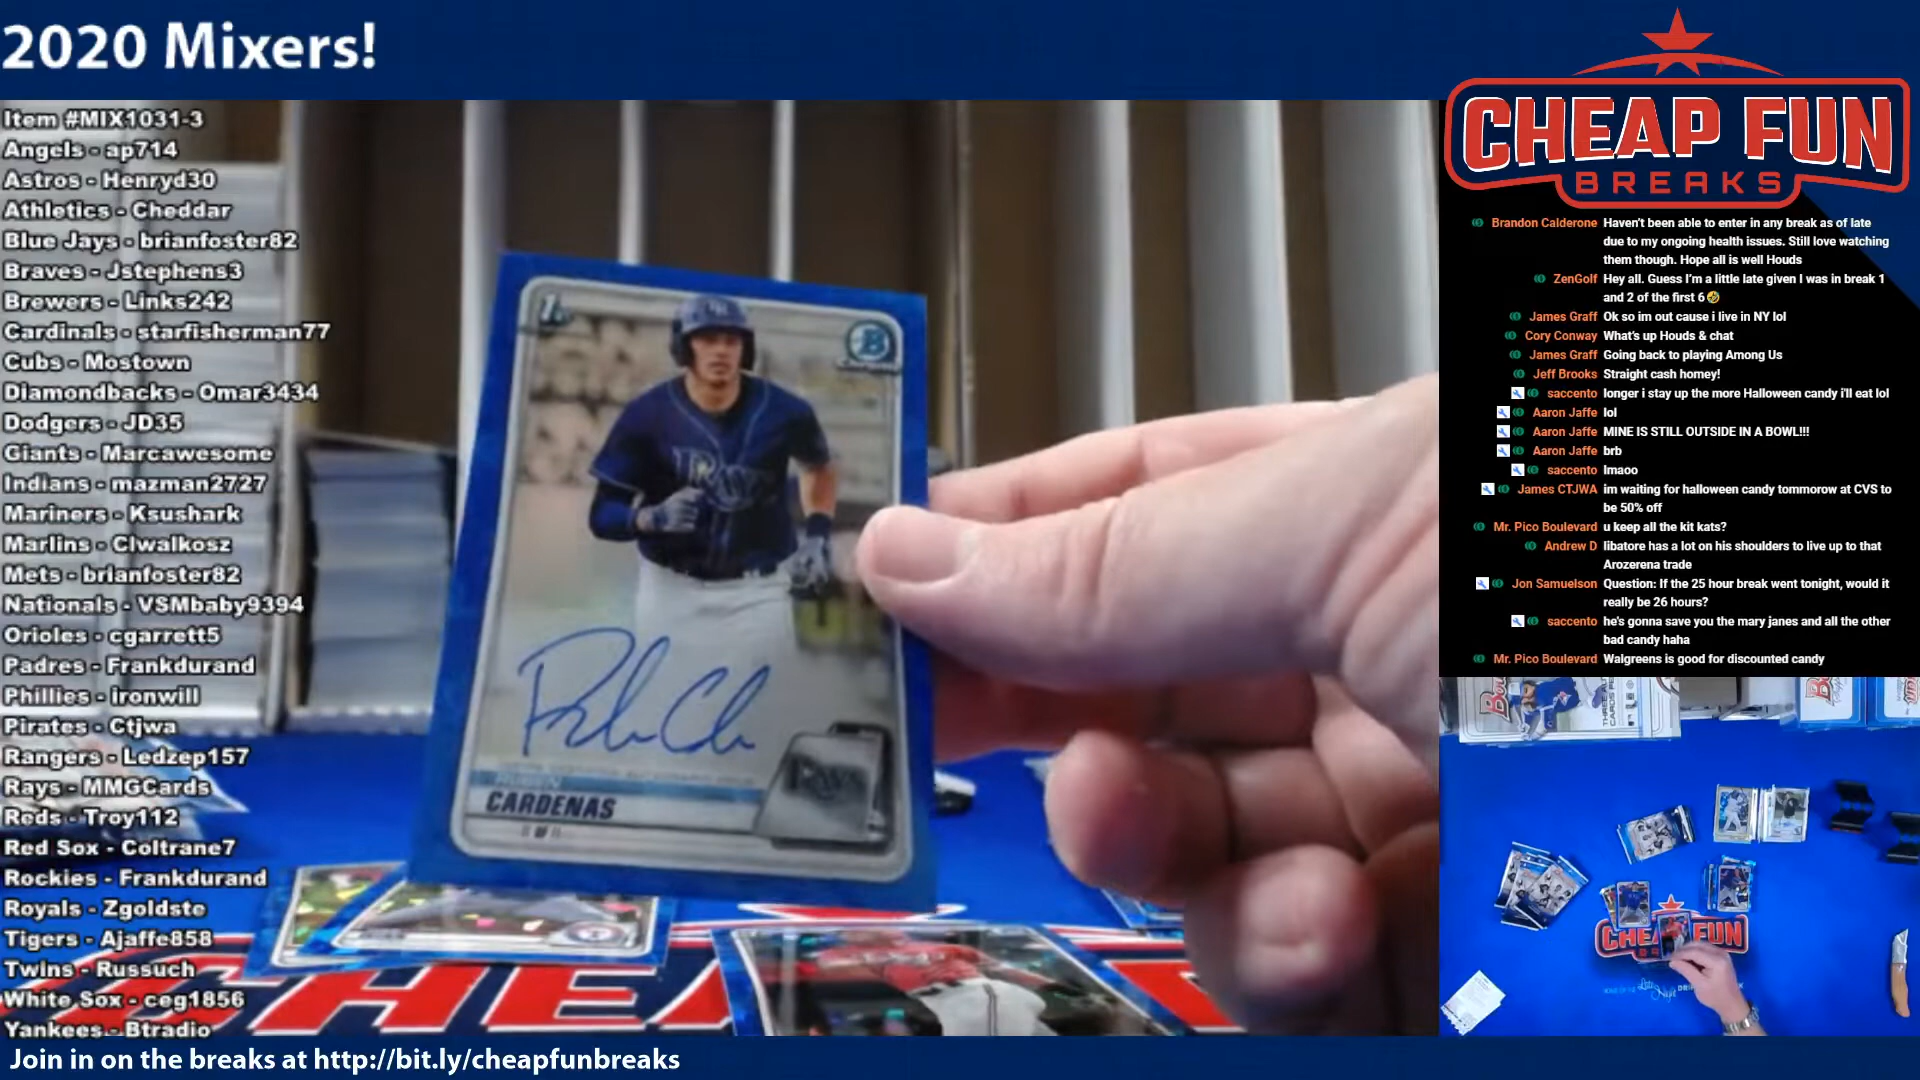 2020 Mixers!
Item #MIX1031-3
Angels - ap714
Astros - Henryd30
Athletics - Cheddar
Blue Jays - brianfoster82
Braves - Jstephens3
Brewers - Links242
Cardinals - starfisherman77
Cubs - Mostown
Diamondbacks - Omar3434
Dodgers - JD35
Giants - Marcawesome
Indians - mazman2727
Mariners - Ksushark
Marlins - Clwalkosz
Mets - brianfoster82
Nationals - VSMbaby9394
Orioles - cgarrett5
Padres - Frankdurand
Phillies - ironwill
Pirates - Ctjwa
Rangers - Ledzep157
Rays - MMGCards
Reds - Troy112
Red Sox - Coltrane7
Rockies - Frankdurand
Royals - Zgoldste
Tigers - Ajaffe858
Twins - Russuch
White Sox - ceg1856
Yankees - Btradio
Join in on the breaks at http://bit.ly/cheapfunbreaks
B
RAYS
CARDENAS
RAYS
CHEA
CHEAP FUN
BREAKS
Brandon Calderone Haven't been able to enter in any break as of late
due to my ongoing health issues. Still love watching
them though. Hope all is well Houds
ZenGolf Hey all. Guess I'm a little late given I was in break 1
and 2 of the first 6🤣
James Graff Ok so im out cause i live in NY lol
Cory Conway What's up Houds & chat
James Graff Going back to playing Among Us
Jeff Brooks Straight cash homey!
saccento longer i stay up the more Halloween candy i'll eat lol
Aaron Jaffe lol
Aaron Jaffe MINE IS STILL OUTSIDE IN A BOWL!!!
Aaron Jaffe brb
saccento lmaoo
James CTJWA im waiting for halloween candy tommorow at CVS to
be 50% off
Mr. Pico Boulevard u keep all the kit kats?
Andrew D libatore has a lot on his shoulders to live up to that
Arozerena trade
Jon Samuelson Question: If the 25 hour break went tonight, would it
really be 26 hours?
saccento he's gonna save you the mary janes and all the other
bad candy haha
Mr. Pico Boulevard Walgreens is good for discounted candy
CHEA FUN